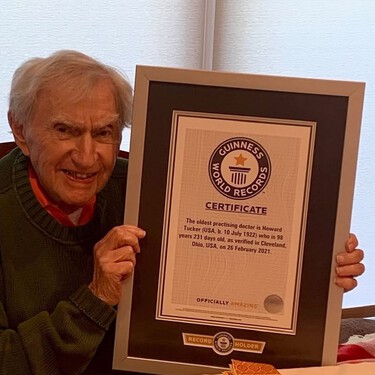 GUINNESS
WORLD RECORDS
CERTIFICATE
The oldest practising doctor is Howard
Tucker (USA, b. 10 July 1922) who is 98
years 231 days old, as verified in Cleveland,
Ohio, USA, on 26 February 2021.
OFFICIALLY AMAZING
RECORD HOLDER